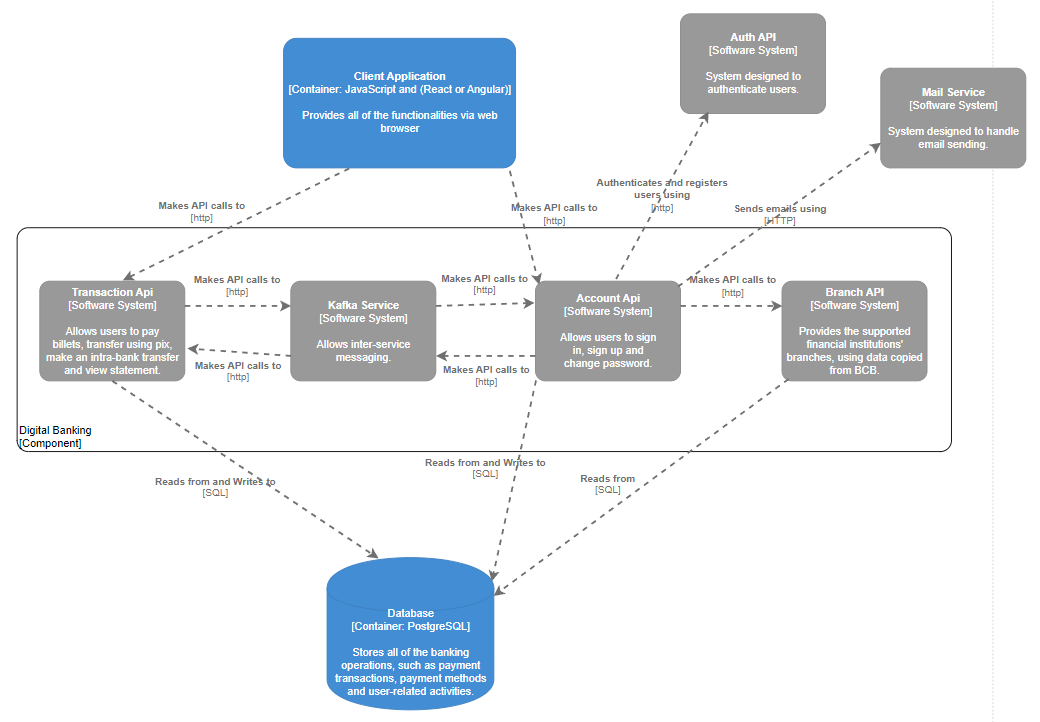 Auth API
[Software System]
System designed to
authenticate users.
Client Application
[Container: JavaScript and (React or Angular)]
Provides all of the functionalities via web
browser
Mail Service
[Software System]
System designed to handle
email sending.
Authenticates and registers
users using
[http]
Makes API calls to
[http]
Makes API calls to
[http]
Sends emails using
[HTTP]
Transaction Api
[Software System]
Allows users to pay
billets, transfer using pix,
make an intra-bank transfer
and view statement.
Makes API calls to
[http]
Makes API calls to
[http]
Kafka Service
[Software System]
Allows inter-service
messaging.
Makes API calls to
[http]
Makes API calls to
[http]
Account Api
[Software System]
Allows users to sign
in, sign up and
change password.
Makes API calls to
[http]
Branch API
[Software System]
Provides the supported
financial institutions'
branches, using data copied
from BCB.
Digital Banking
[Component]
Reads from and Writes to
[SQL]
Reads from and Writes to
[SQL]
Reads from
[SQL]
Database
[Container: PostgreSQL]
Stores all of the banking
operations, such as payment
transactions, payment methods
and user-related activities.